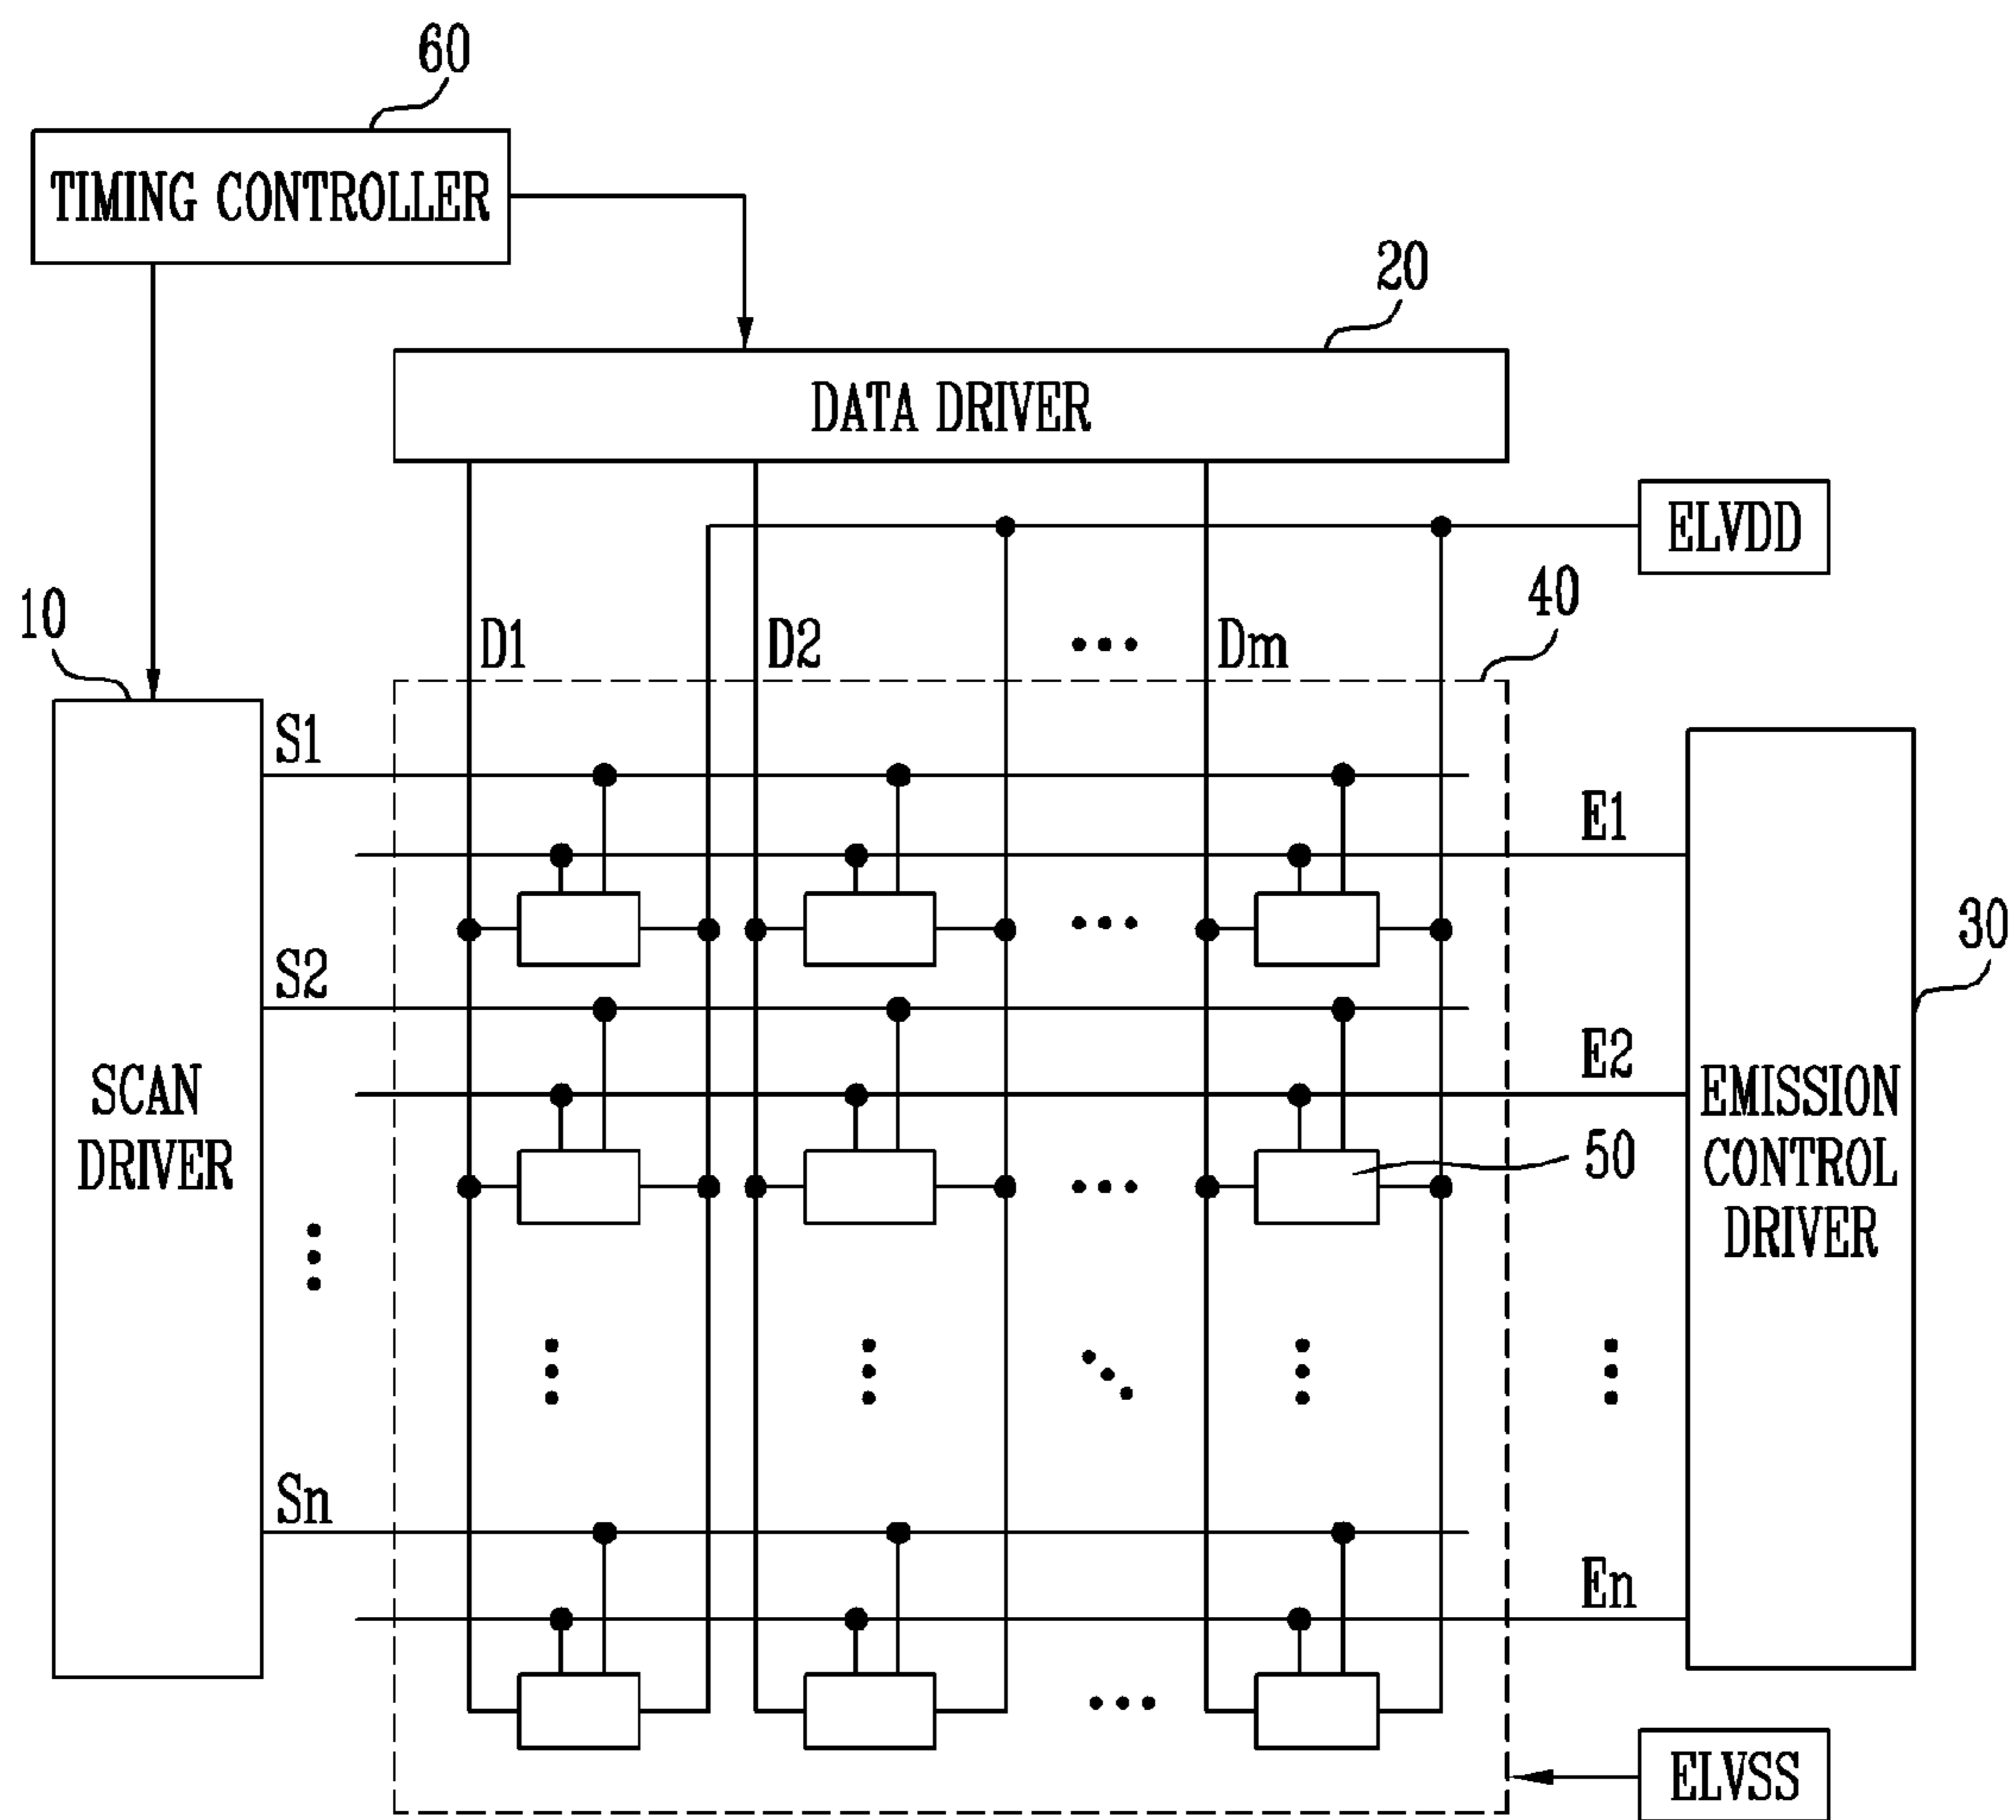 60
TIMING CONTROLLER
20
DATA DRIVER
ELVDD
40
10
D1 D2 ... Dm
S1
E1
30
S2
E2
SCAN
DRIVER
EMISSION
CONTROL
DRIVER
50
Sn
En
ELVSS